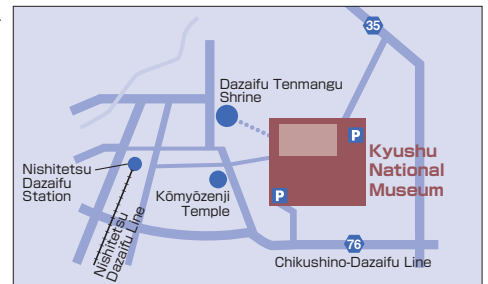 35
Dazaifu Tenmangu
Shrine
P
Kyushu
National
Museum
Nishitetsu
Dazaifu
Station
Kōmyōzenji
Temple
P
Nishitetsu
Dazaifu Line
76
Chikushino-Dazaifu Line